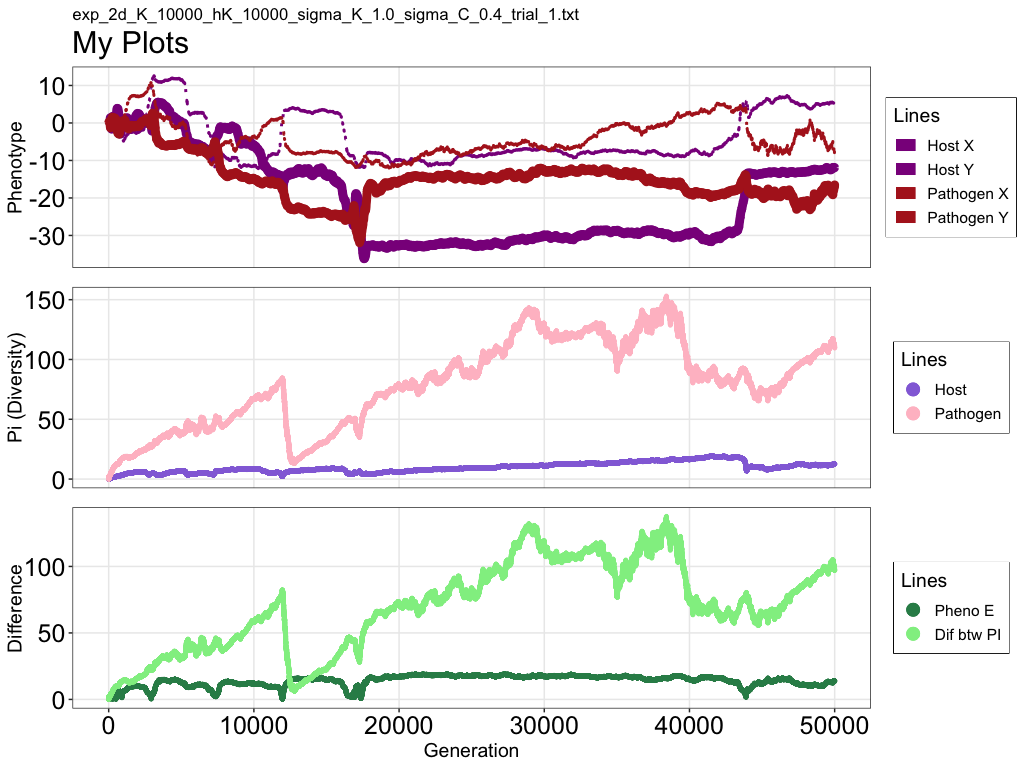 exp_2d_K_10000_hK_10000_sigma_K_1.0_sigma_C_0.4_trial_1.txt
My Plots
Phenotype
10
0
-10
-20
-30
Lines
Host X
Host Y
Pathogen X
Pathogen Y
Pi (Diversity)
150
100
50
0
Lines
Host
Pathogen
Difference
100
50
0
Lines
Pheno E
Dif btw PI
0 10000 20000 30000 40000 50000
Generation